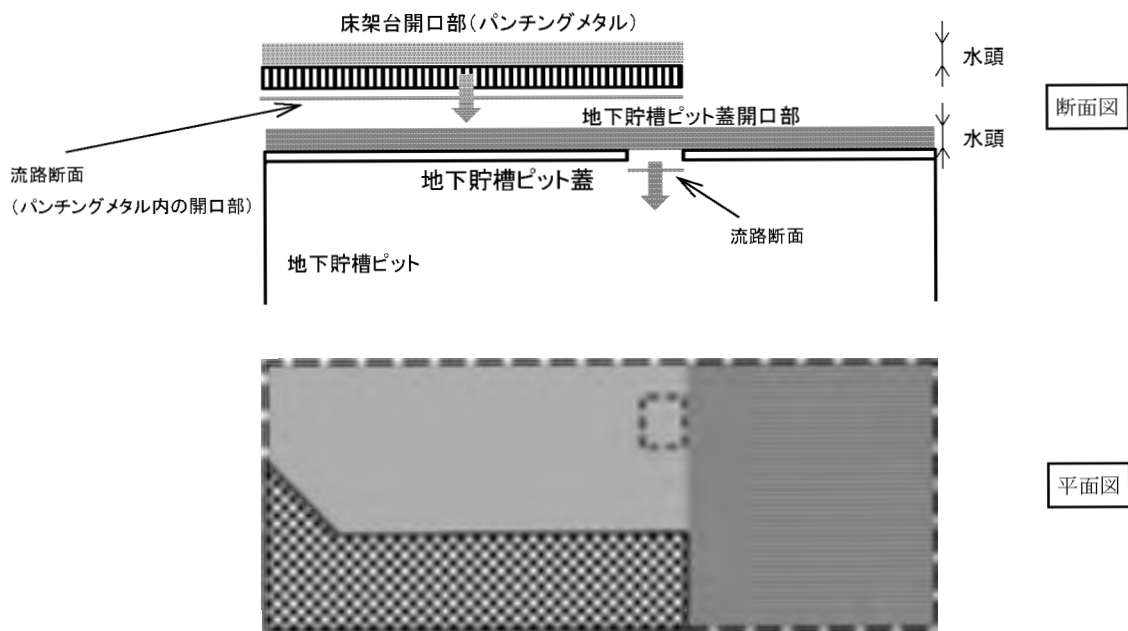 床架台開口部（パンチングメタル）
水頭
断面図
地下貯槽ピット蓋開口部
水頭
流路断面
（パンチングメタル内の開口部）
地下貯槽ピット蓋
流路断面
地下貯槽ピット
平面図